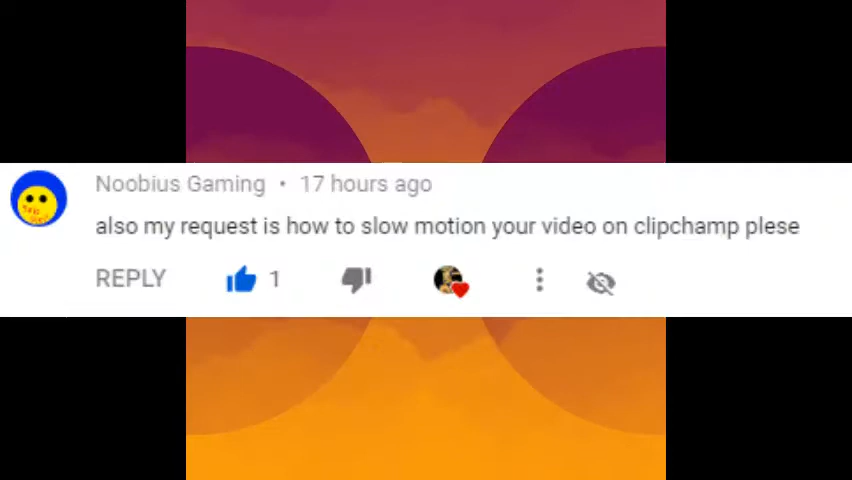 Noobius Gaming • 17 hours ago
also my request is how to slow motion your video on clipchamp plese
REPLY 1